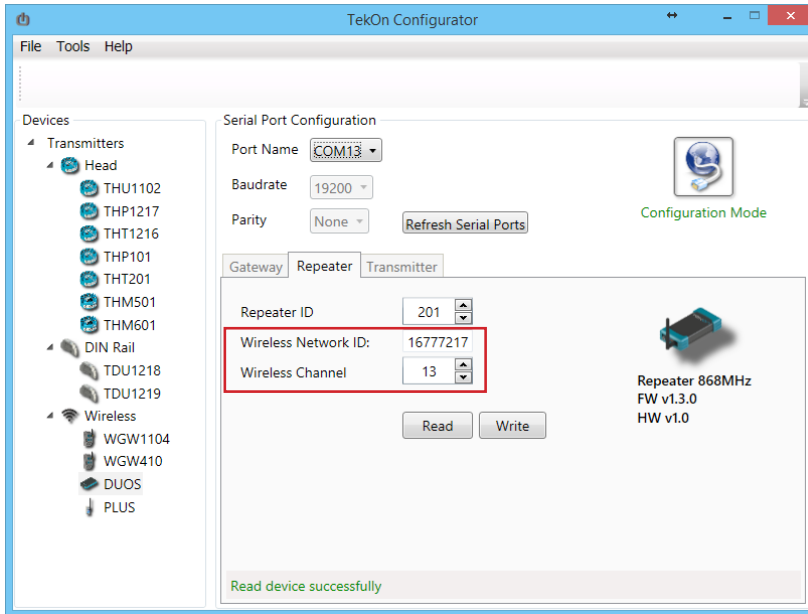 TekOn Configurator
File Tools Help
Devices
Transmitters
Head
THU1102
THP1217
THT1216
THP101
THT201
THM501
THM601
DIN Rail
TDU1218
TDU1219
Wireless
WGW1104
WGW410
DUOS
PLUS
Serial Port Configuration
Port Name COM13
Baudrate 19200
Parity None Refresh Serial Ports
Configuration Mode
Gateway Repeater Transmitter
Repeater ID 201
Wireless Network ID: 16777217
Wireless Channel 13
Read Write
Repeater 868MHz
FW v1.3.0
HW v1.0
Read device successfully